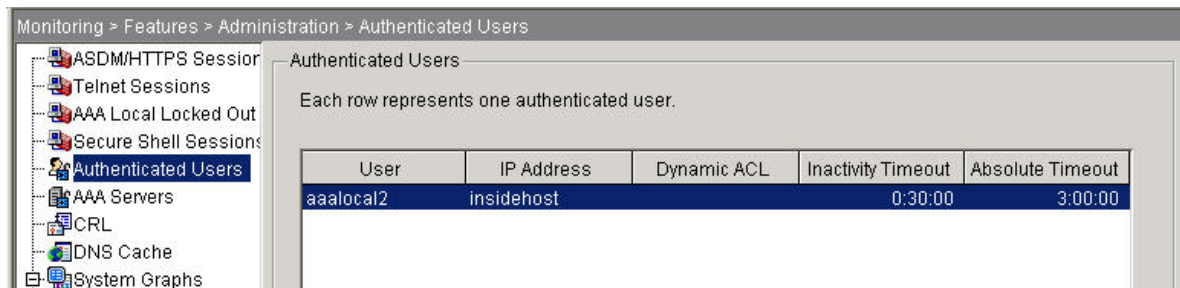 Monitoring > Features > Administration > Authenticated Users
ASDM/HTTPS Session
Telnet Sessions
AAA Local Locked Out
Secure Shell Sessions
Authenticated Users
AAA Servers
CRL
DNS Cache
System Graphs
Authenticated Users
Each row represents one authenticated user.
User IP Address Dynamic ACL Inactivity Timeout Absolute Timeout
aaalocal2 insidehost 0:30:00 3:00:00